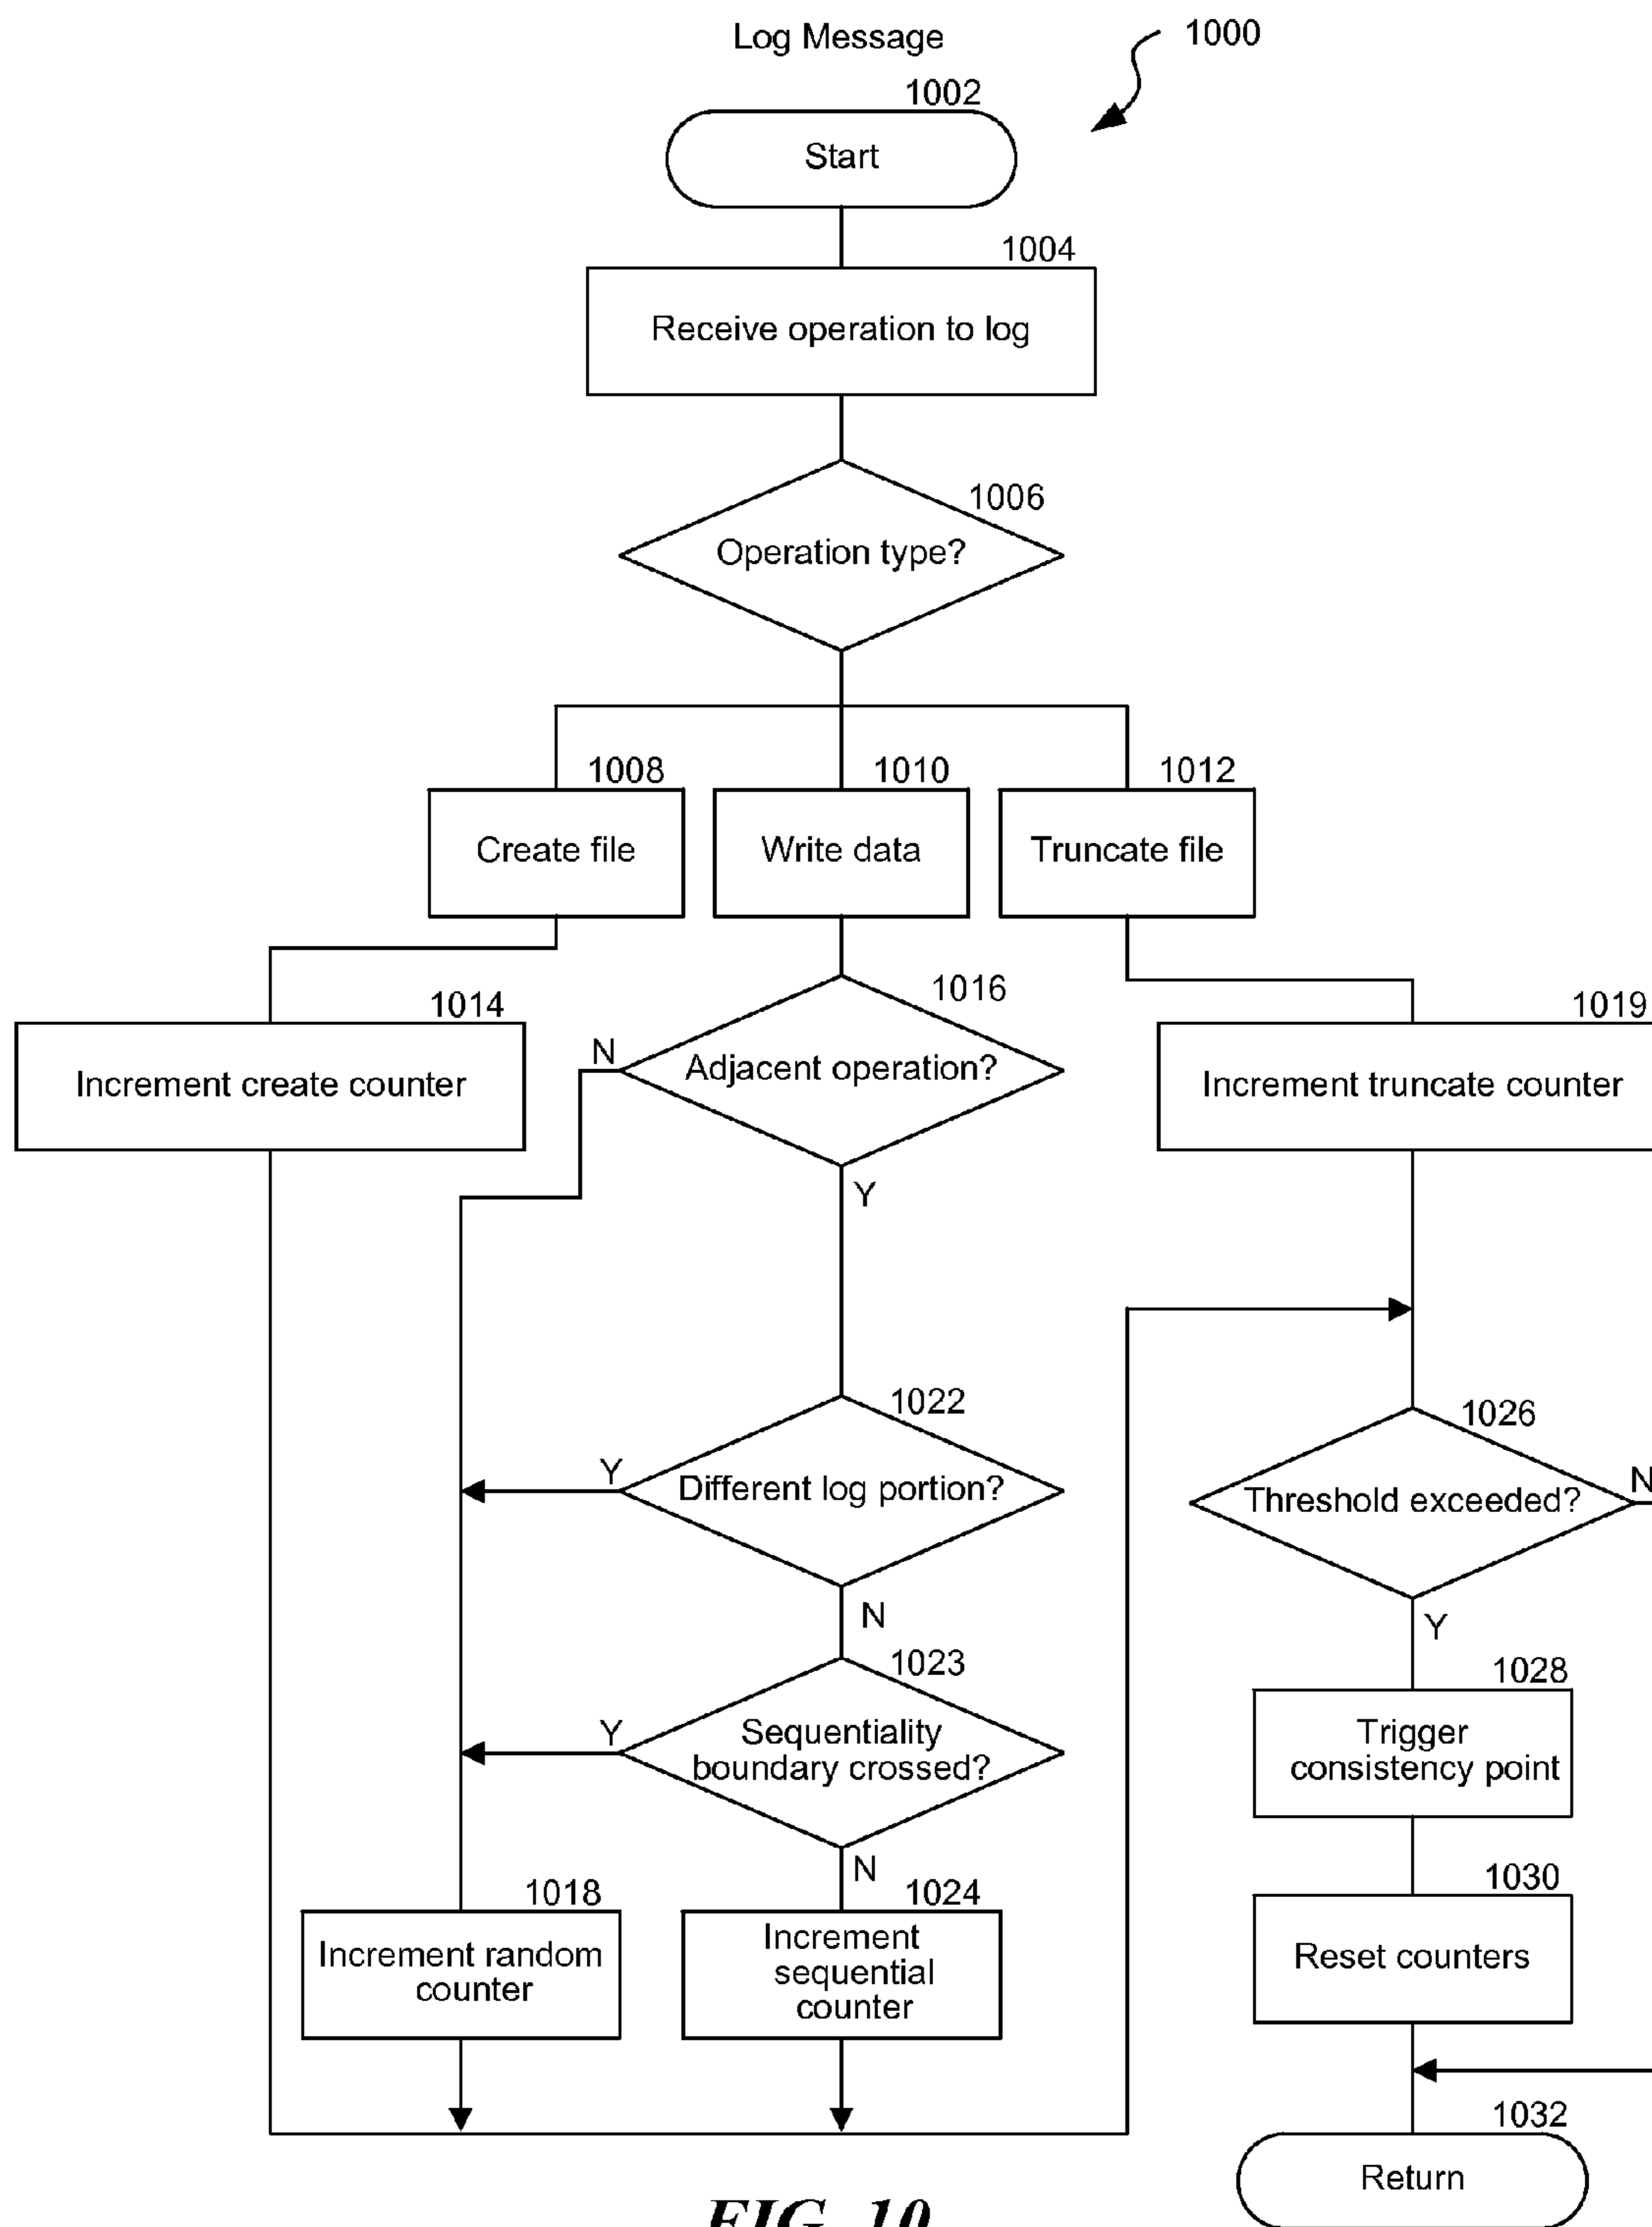 Log Message
1000
1002
Start
1004
Receive operation to log
1006
Operation type?
1008
Create file
1010
Write data
1012
Truncate file
1014
Increment create counter
1016
Adjacent operation?
N
Y
1019
Increment truncate counter
1022
Different log portion?
Y
N
1023
Sequentiality
boundary crossed?
Y
N
1018
Increment random
counter
1024
Increment
sequential
counter
1026
Threshold exceeded?
N
Y
1028
Trigger
consistency point
1030
Reset counters
1032
Return
FIG. 10